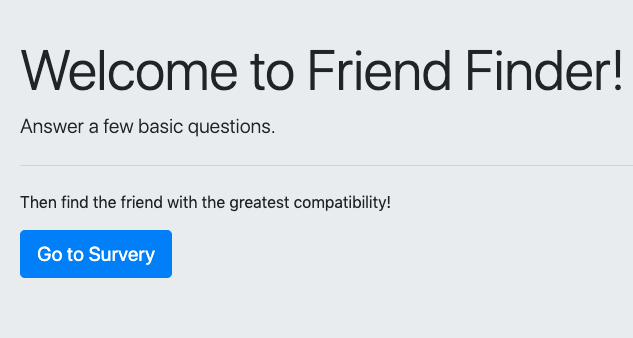 Welcome to Friend Finder!
Answer a few basic questions.
Then find the friend with the greatest compatibility!
Go to Survery